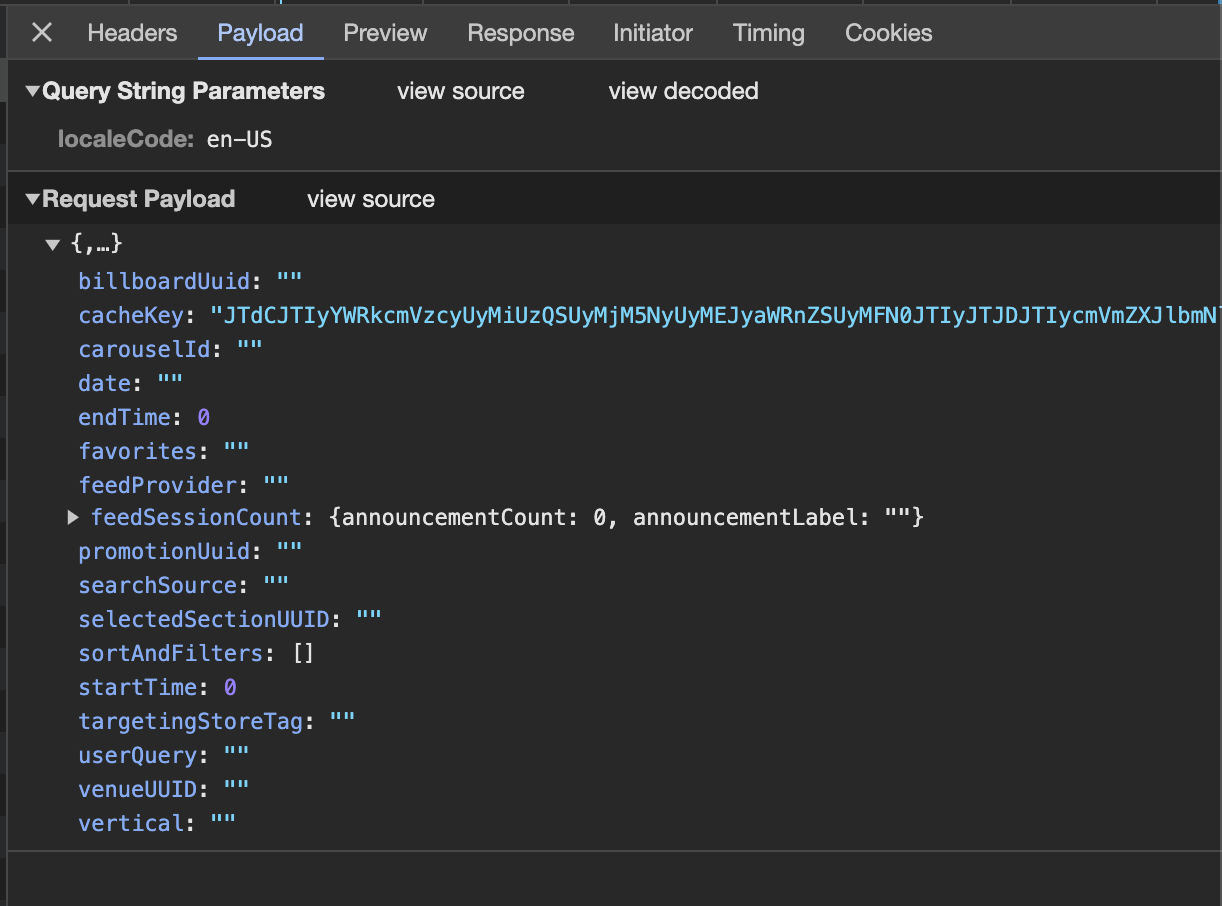 Headers Payload Preview Response Initiator Timing Cookies
Query String Parameters view source view decoded
localeCode: en-US
Request Payload view source
{,…}
billboardUuid: ""
cacheKey: "JTdCJTIyYWRkcmVzcyUyMiUzQSUyMjM5NyUyMEJyaWRnZSUyMFN0JTIyJTJDJTIycmVmZXJlbmN
carouselId: ""
date: ""
endTime: 0
favorites: ""
feedProvider: ""
feedSessionCount: {announcementCount: 0, announcementLabel: ""}
promotionUuid: ""
searchSource: ""
selectedSectionUUID: ""
sortAndFilters: []
startTime: 0
targetingStoreTag: ""
userQuery: ""
venueUUID: ""
vertical: ""